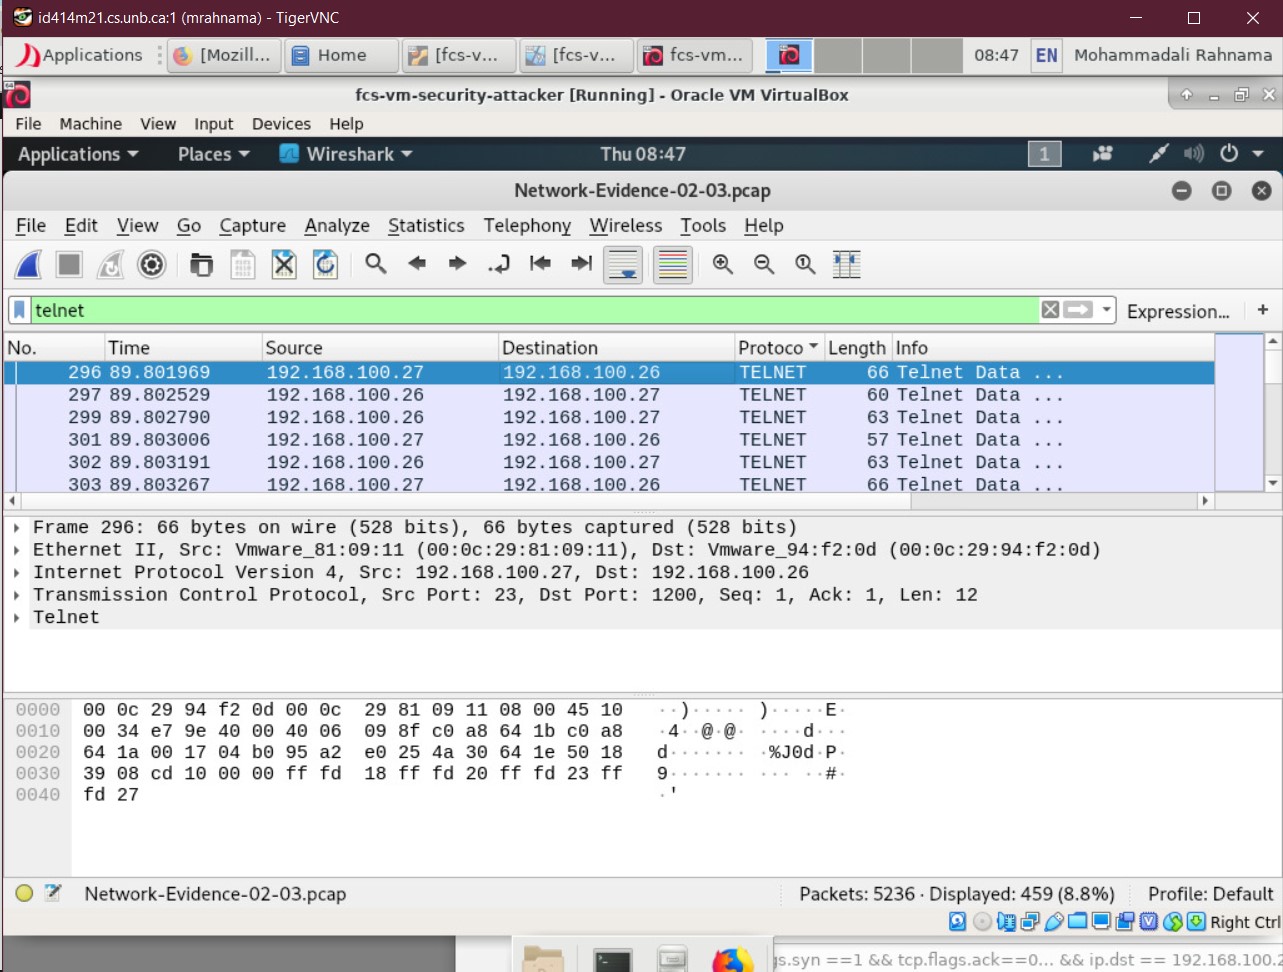 id414m21.cs.unb.ca:1 (mrahnama) - TigerVNC
Applications [Mozill... Home [fcs-v... [fcs-v... fcs-vm... 08:47 EN Mohammadali Rahnama
fcs-vm-security-attacker [Running] - Oracle VM VirtualBox
File Machine View Input Devices Help
Applications Places Wireshark Thu 08:47 1
Network-Evidence-02-03.pcap
File Edit View Go Capture Analyze Statistics Telephony Wireless Tools Help
telnet Expression... +
No. Time Source Destination Protoco Length Info
296 89.801969 192.168.100.27 192.168.100.26 TELNET 66 Telnet Data ...
297 89.802529 192.168.100.26 192.168.100.27 TELNET 60 Telnet Data ...
299 89.802790 192.168.100.26 192.168.100.27 TELNET 63 Telnet Data ...
301 89.803006 192.168.100.27 192.168.100.26 TELNET 57 Telnet Data ...
302 89.803191 192.168.100.26 192.168.100.27 TELNET 63 Telnet Data ...
303 89.803267 192.168.100.27 192.168.100.26 TELNET 66 Telnet Data ...
Frame 296: 66 bytes on wire (528 bits), 66 bytes captured (528 bits)
Ethernet II, Src: Vmware_81:09:11 (00:0c:29:81:09:11), Dst: Vmware_94:f2:0d (00:0c:29:94:f2:0d)
Internet Protocol Version 4, Src: 192.168.100.27, Dst: 192.168.100.26
Transmission Control Protocol, Src Port: 23, Dst Port: 1200, Seq: 1, Ack: 1, Len: 12
Telnet
0000 00 0c 29 94 f2 0d 00 0c 29 81 09 11 08 00 45 10 ··)····· )·····E·
0010 00 34 e7 9e 40 00 40 06 09 8f c0 a8 64 1b c0 a8 ·4··@·@· ····d···
0020 64 1a 00 17 04 b0 95 a2 e0 25 4a 30 64 1e 50 18 d······· ·%J0d·P·
0030 39 08 cd 10 00 00 ff fd 18 ff fd 20 ff fd 23 ff 9······· ··· ··#·
0040 fd 27 ·'
Network-Evidence-02-03.pcap Packets: 5236 · Displayed: 459 (8.8%) Profile: Default
Right Ctrl
gs.syn ==1 && tcp.flags.ack==0... && ip.dst == 192.168.100.2